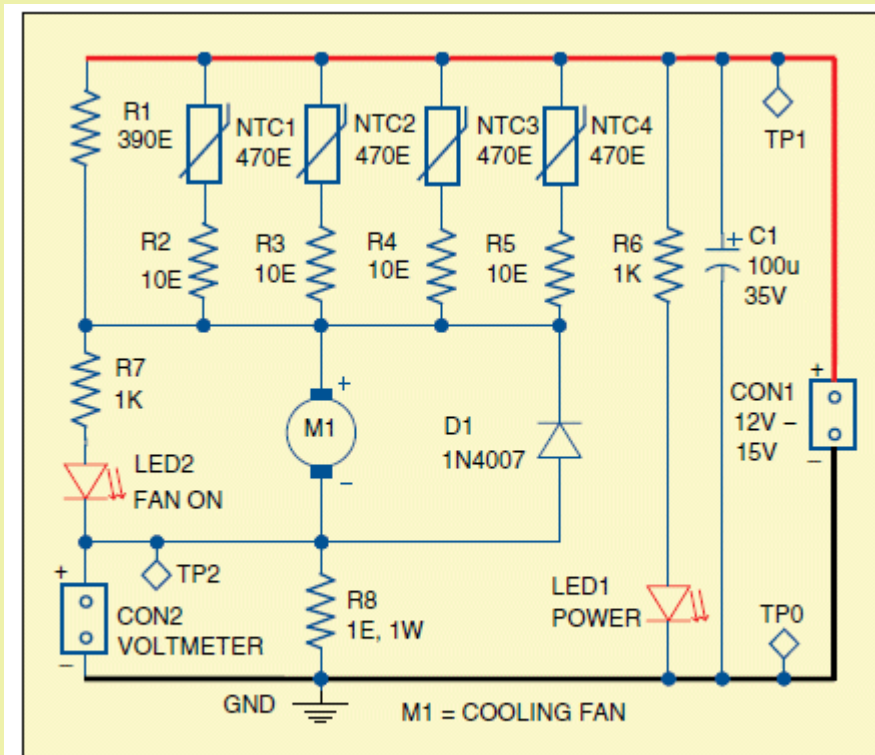 R1
390E
NTC1
470E
NTC2
470E
NTC3
470E
NTC4
470E
TP1
R2
10E
R3
10E
R4
10E
R5
10E
R6
1K
+
C1
100u
35V
R7
1K
+
M1
–
D1
1N4007
+
CON1
12V –
15V
–
LED2
FAN ON
TP2
+
CON2
VOLTMETER
–
R8
1E, 1W
LED1
POWER
TP0
GND
M1 = COOLING FAN